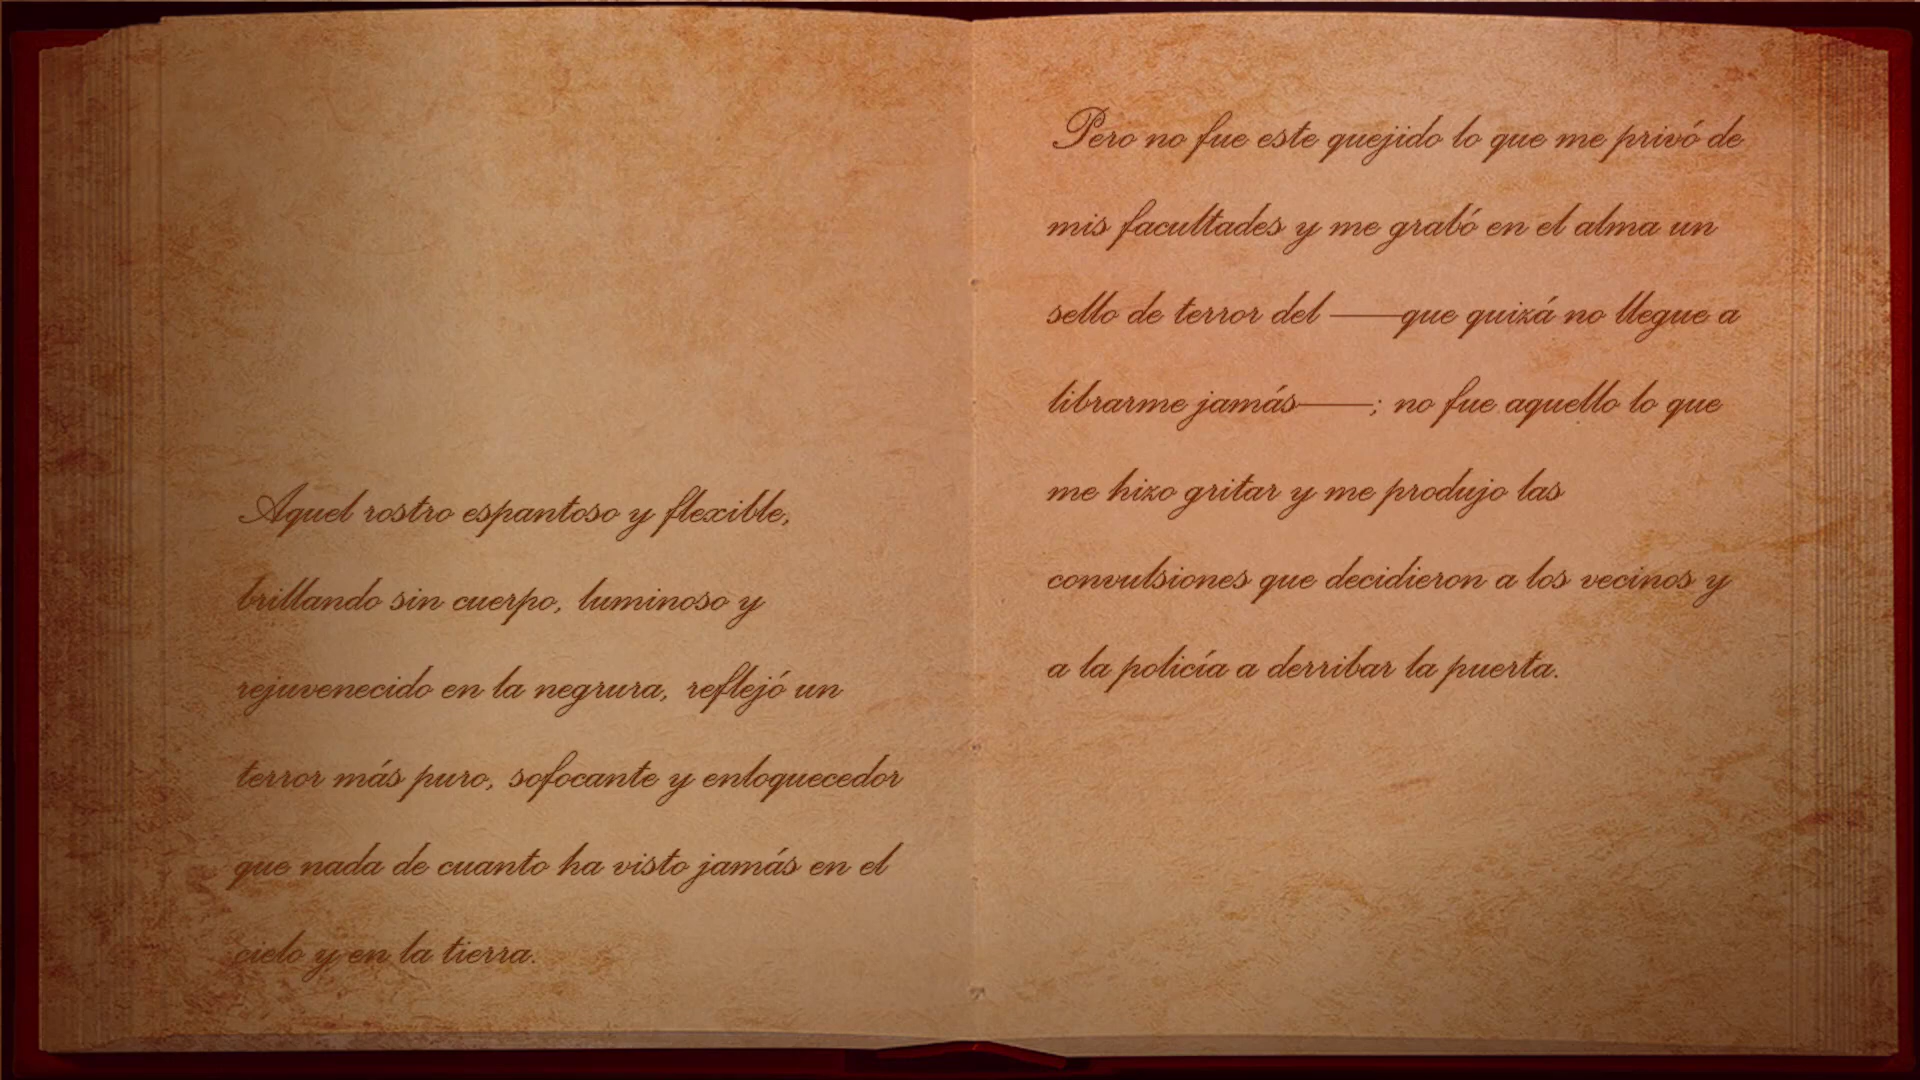 Aquel rostro espantoso y flexible,
brillando sin cuerpo, luminoso y
rejuvenecido en la negrura, reflejó un
terror más puro, sofocante y enloquecedor
que nada de cuanto ha visto jamás en el
cielo y en la tierra.
Pero no fue este quejido lo que me privó de
mis facultades y me grabó en el alma un
sello de terror del ——que quizá no llegue a
librarme jamás——; no fue aquello lo que
me hizo gritar y me produjo las
convulsiones que decidieron a los vecinos y
a la policía a derribar la puerta.